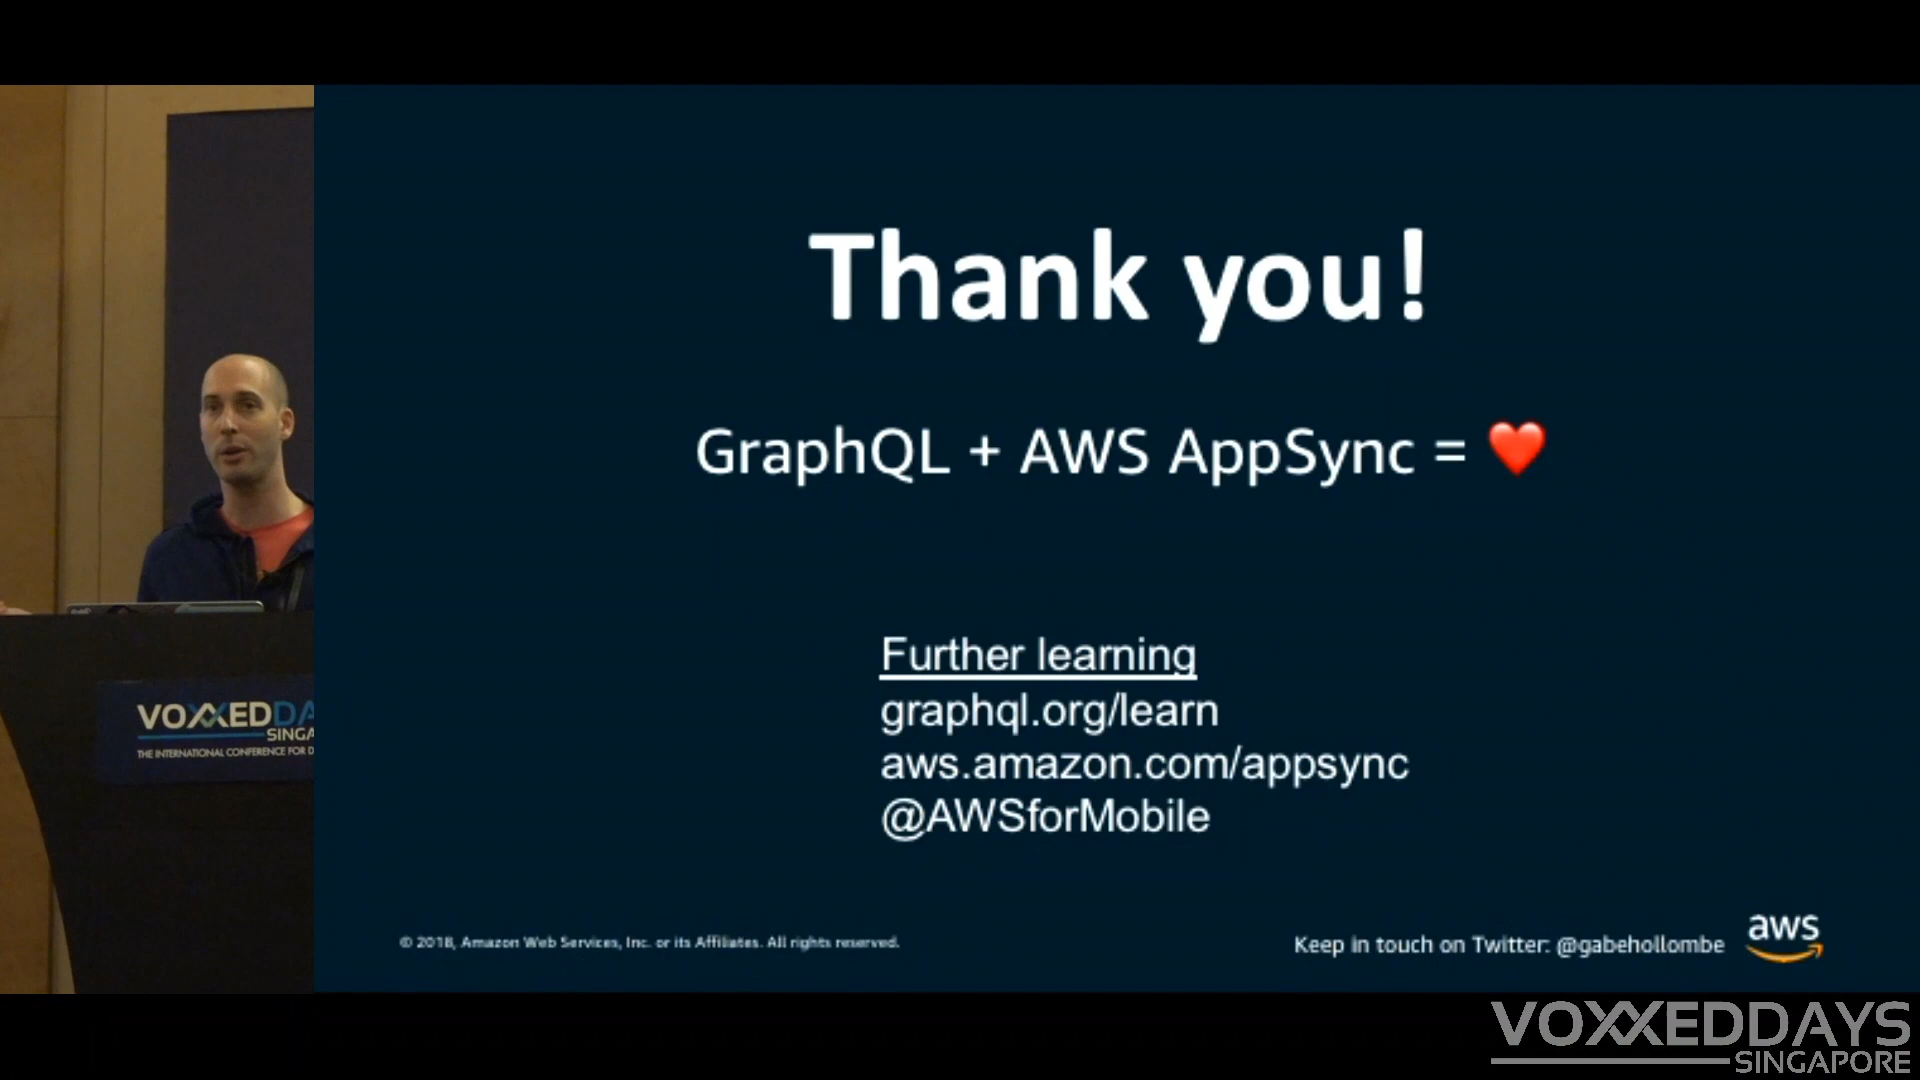 Thank you!
GraphQL + AWS AppSync = ❤️
Further learning
graphql.org/learn
aws.amazon.com/appsync
@AWSforMobile
© 2018, Amazon Web Services, Inc. or its Affiliates. All rights reserved.
Keep in touch on Twitter: @gabehollombe
aws
VOXXEDDA
SINGA
THE INTERNATIONAL CONFERENCE FOR D
VOXXEDDAYS
SINGAPORE